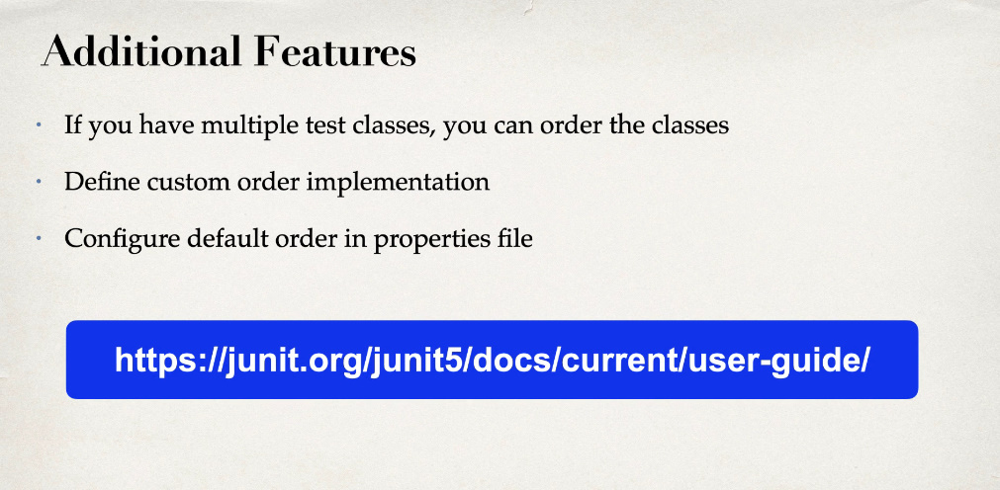 Additional Features
• If you have multiple test classes, you can order the classes
• Define custom order implementation
• Configure default order in properties file
https://junit.org/junit5/docs/current/user-guide/